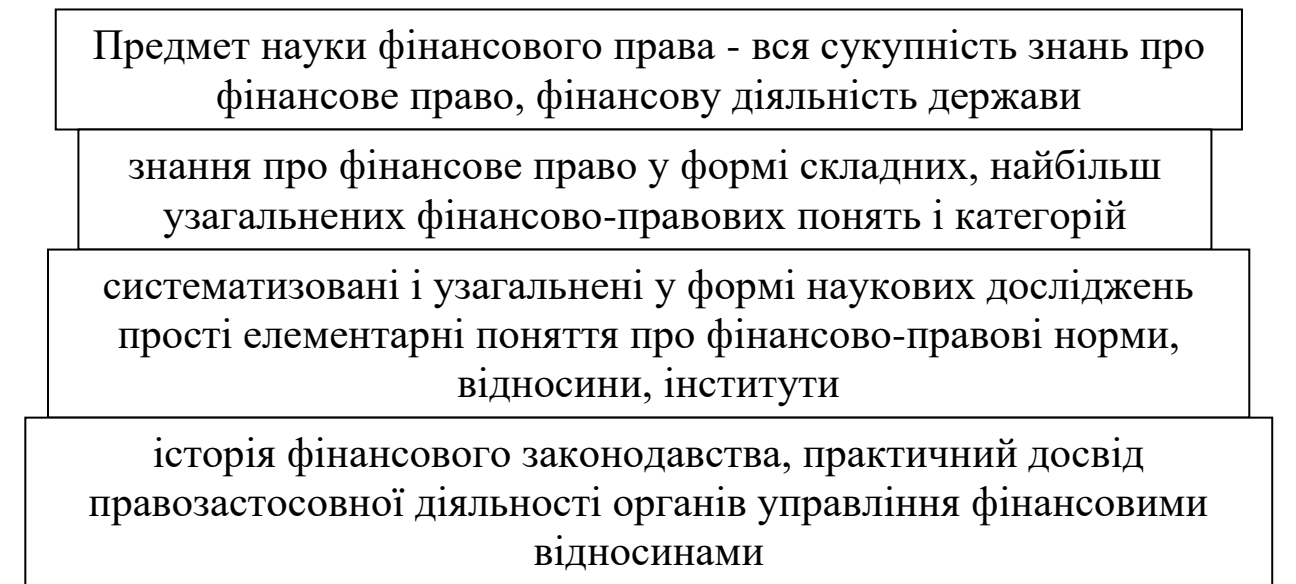 Предмет науки фінансового права - вся сукупність знань про
фінансове право, фінансову діяльність держави
знання про фінансове право у формі складних, найбільш
узагальнених фінансово-правових понять і категорій
систематизовані і узагальнені у формі наукових досліджень
прості елементарні поняття про фінансово-правові норми,
відносини, інститути
історія фінансового законодавства, практичний досвід
правозастосовної діяльності органів управління фінансовими
відносинами